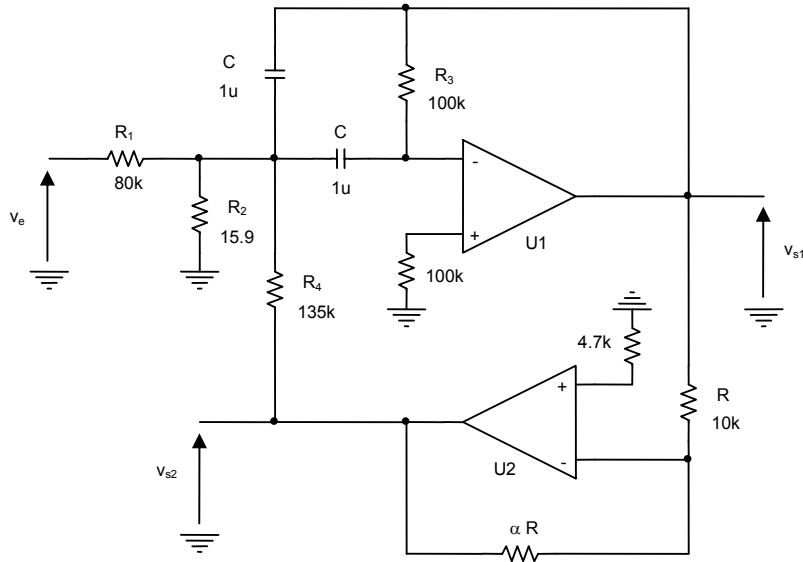 C
1u
R3
100k
R1
80k
C
1u
-
+
U1
ve
R2
15.9
100k
vs1
R4
135k
4.7k
+
-
U2
R
10k
vs2
α R